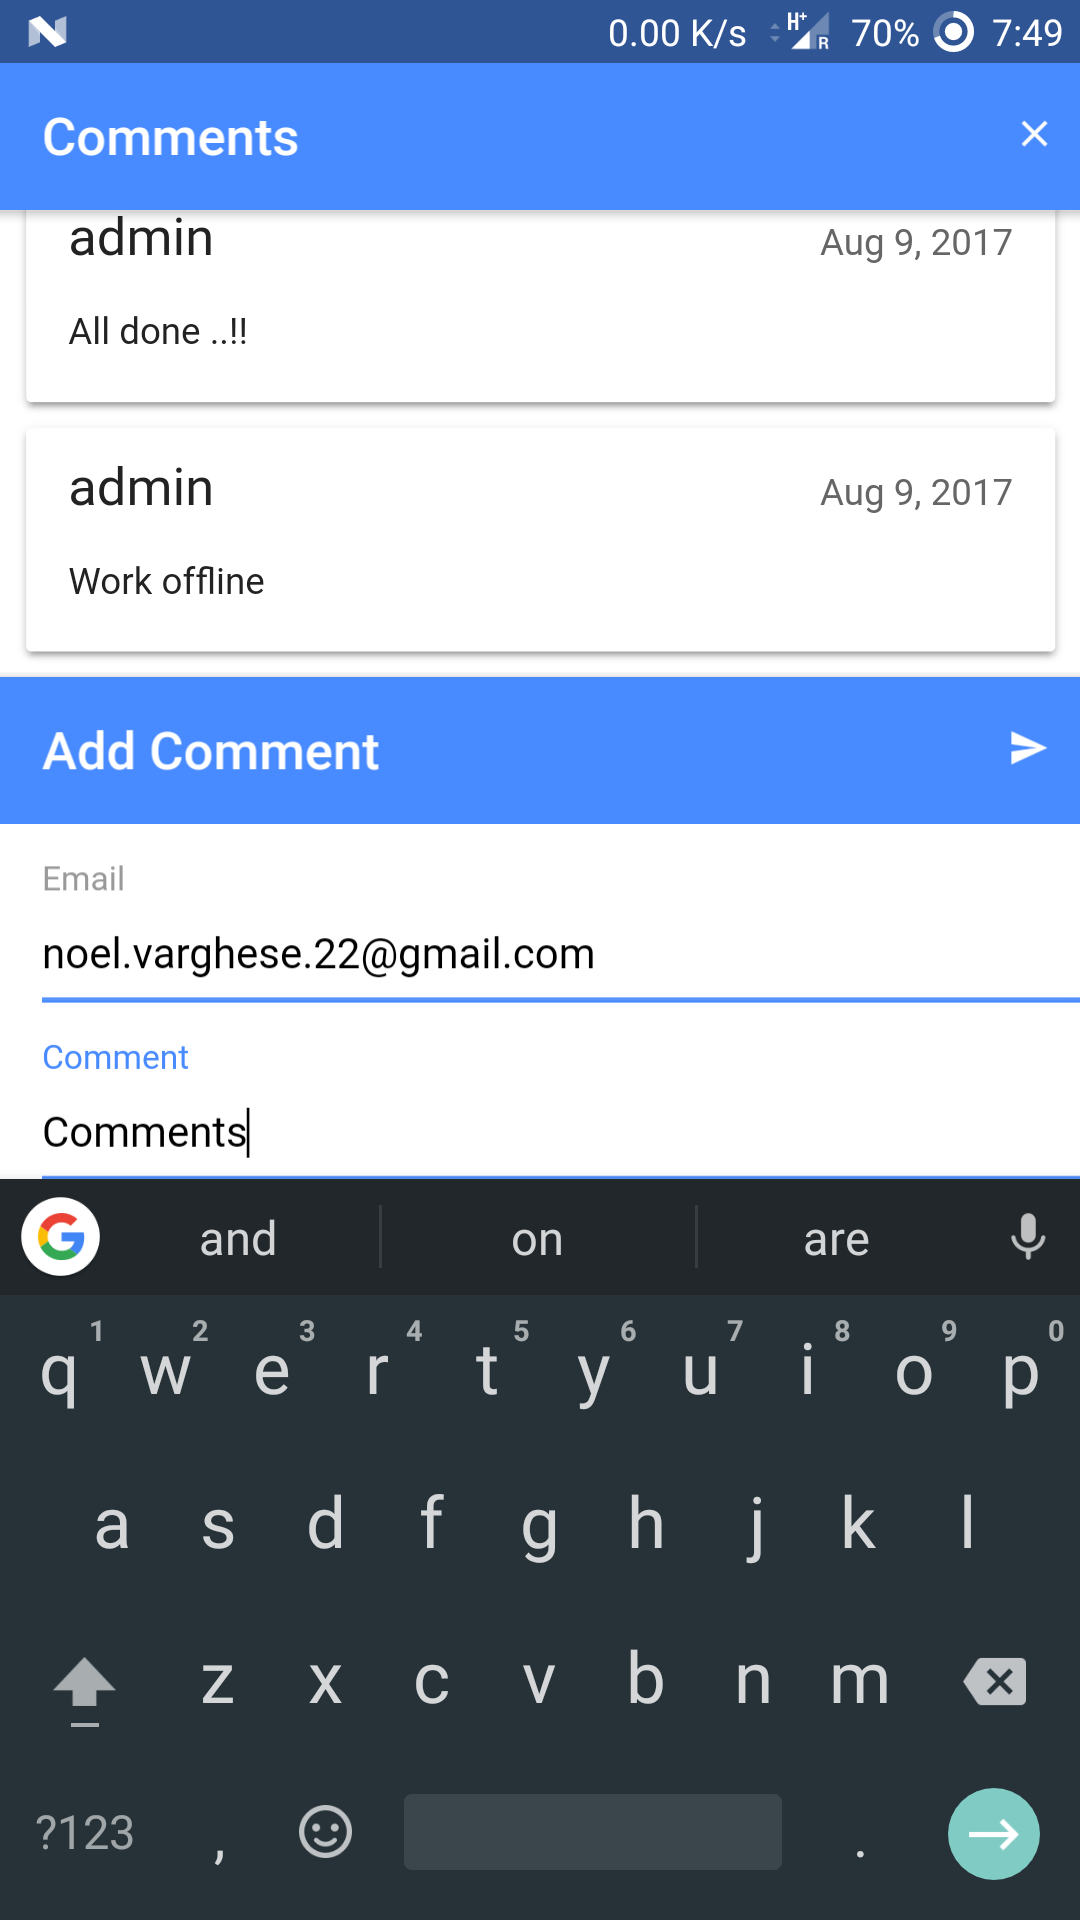 0.00 K/s H+ R 70% 7:49
Comments
admin Aug 9, 2017
All done ..!!
admin Aug 9, 2017
Work offline
Add Comment
Email
noel.varghese.22@gmail.com
Comment
Comments
and on are
1 2 3 4 5 6 7 8 9 0
q w e r t y u i o p
a s d f g h j k l
z x c v b n m
?123 , .